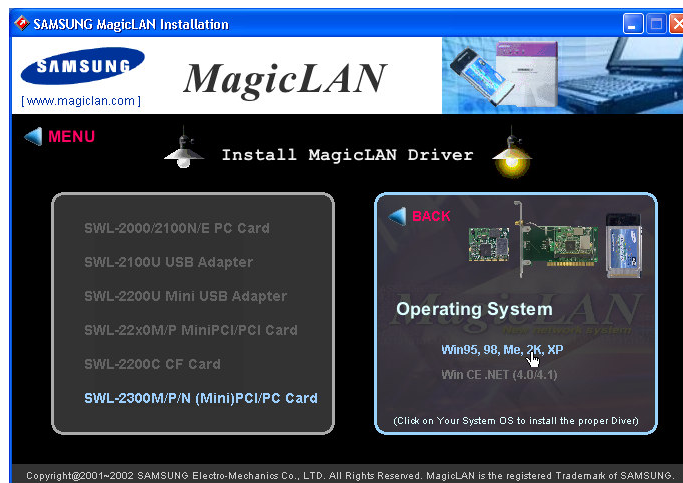 SAMSUNG MagicLAN Installation
SAMSUNG
[ www.magiclan.com ]
MagicLAN
MENU
Install MagicLAN Driver
SWL-2000/2100N/E PC Card
SWL-2100U USB Adapter
SWL-2200U Mini USB Adapter
SWL-22x0M/P MiniPCI/PCI Card
SWL-2200C CF Card
SWL-2300M/P/N (Mini)PCI/PC Card
BACK
MagicLAN
New network system
Operating System
Win95, 98, Me, 2K, XP
Win CE .NET (4.0/4.1)
(Click on Your System OS to install the proper Diver)
Copyright@2001~2002 SAMSUNG Electro-Mechanics Co., LTD. All Rights Reserved. MagicLAN is the registered Trademark of SAMSUNG.